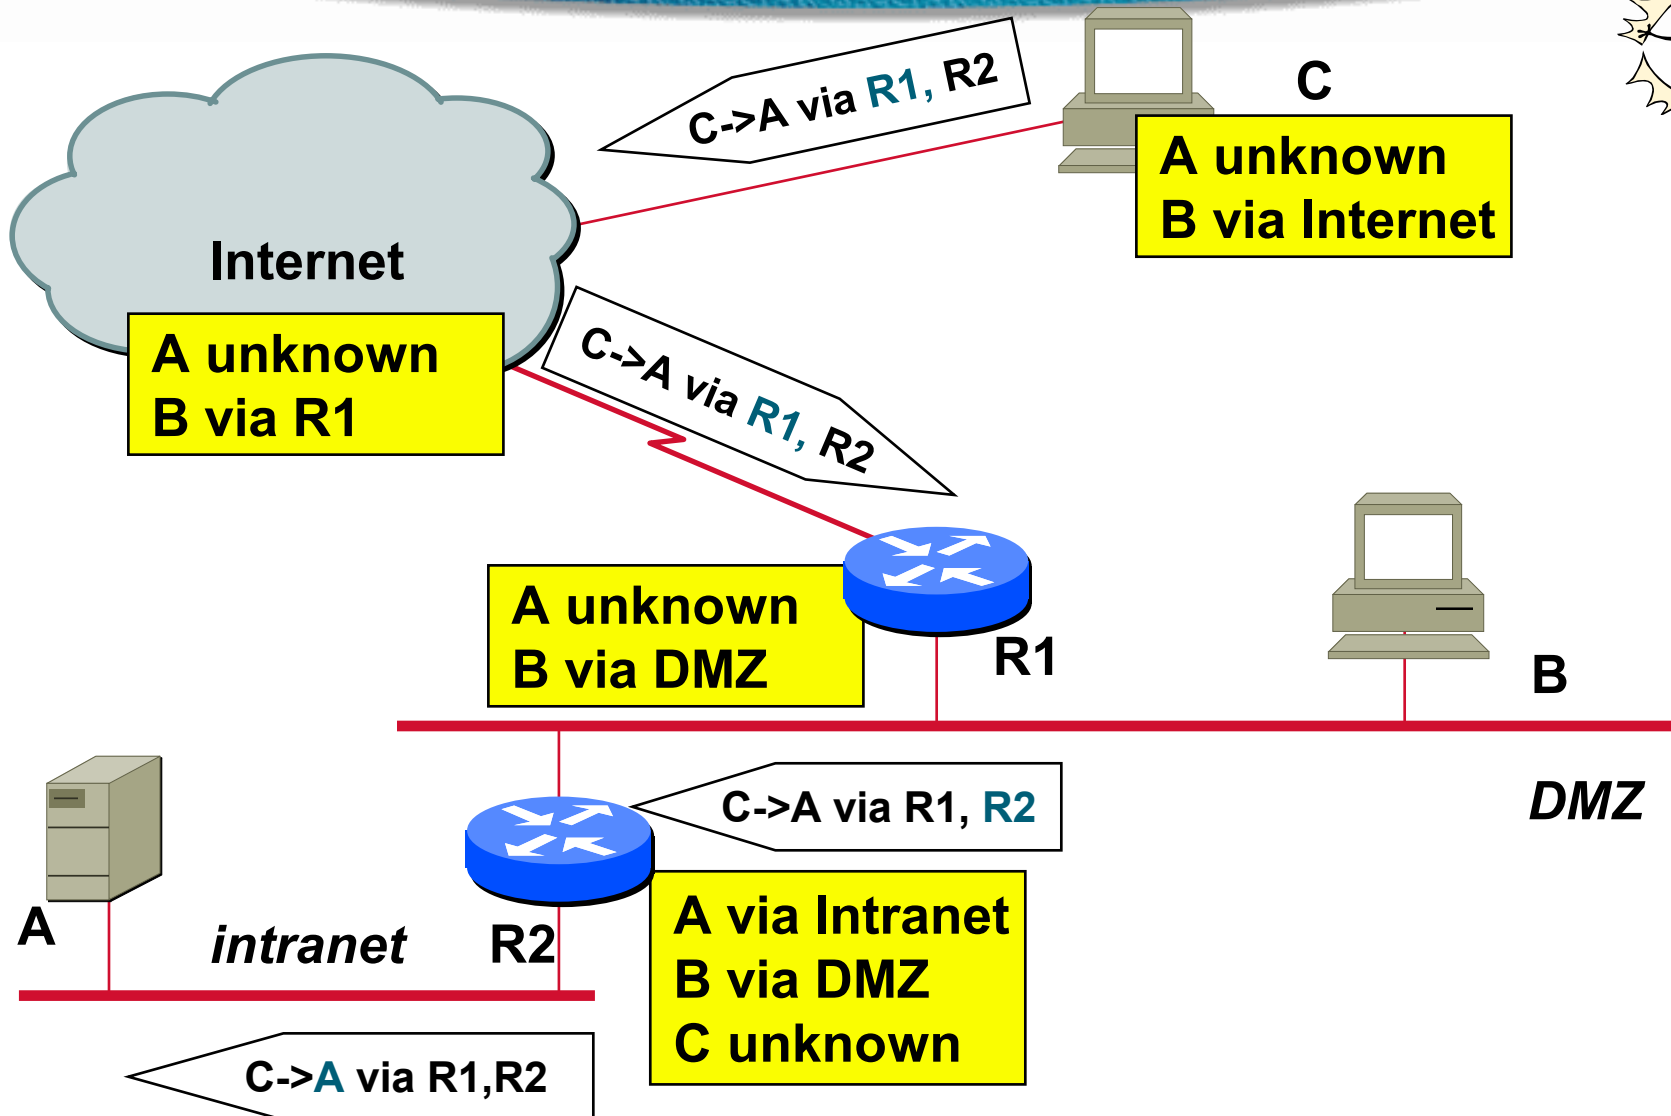 C->A via R1, R2
C
A unknown
B via Internet
Internet
A unknown
B via R1
C->A via R1, R2
A unknown
B via DMZ
R1
B
DMZ
C->A via R1, R2
A
intranet
R2
A via Intranet
B via DMZ
C unknown
C->A via R1,R2